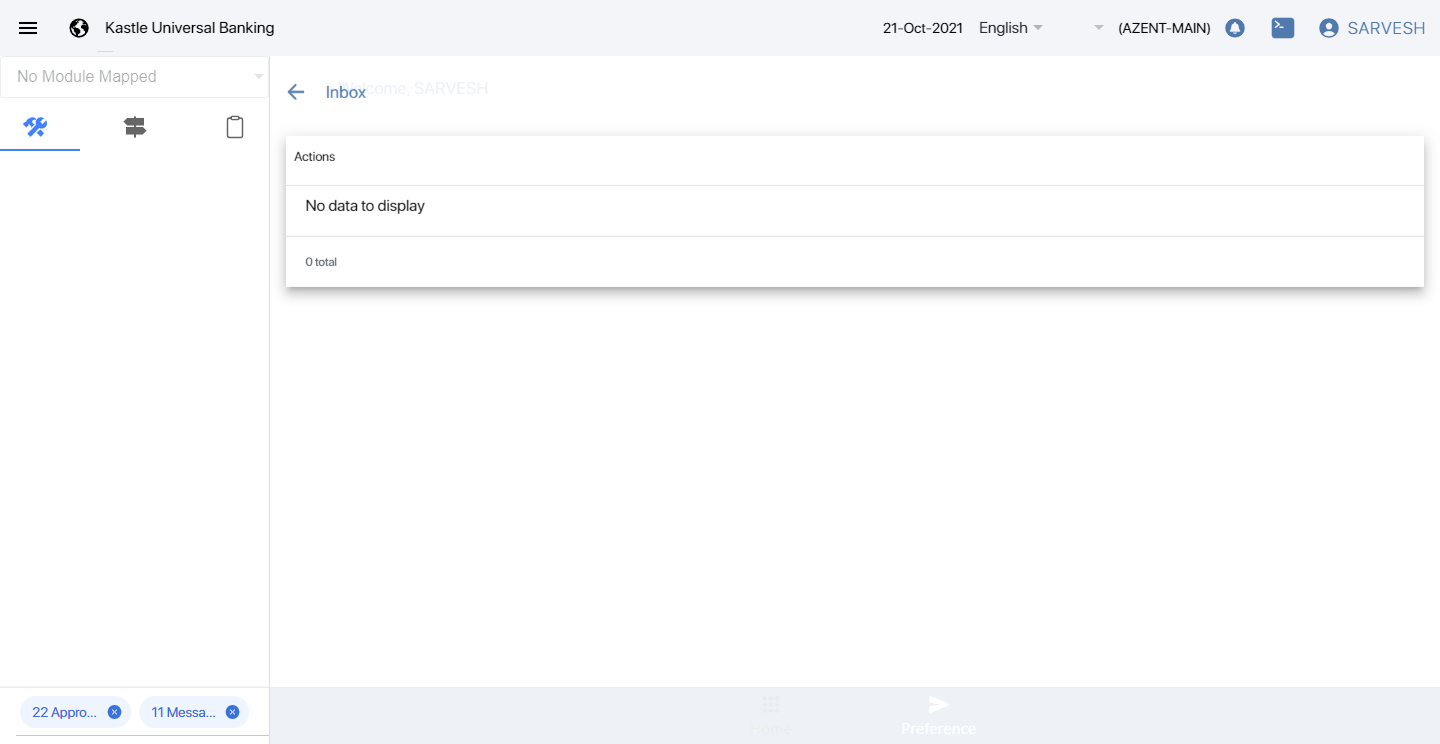 Kastle Universal Banking
21-Oct-2021 English (AZENT-MAIN) SARVESH
No Module Mapped
Welcome, SARVESH
Inbox
Actions
No data to display
0 total
22 Appro...
11 Messa...
Home
Preference